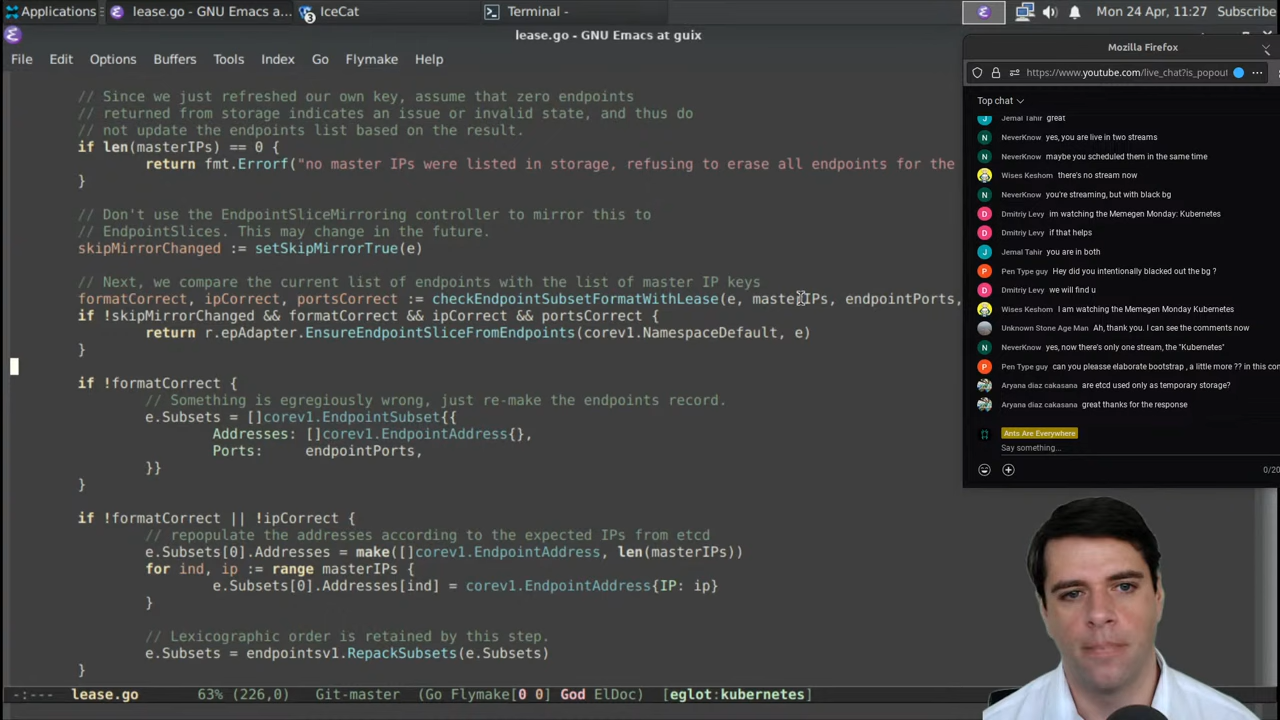 Applications
lease.go - GNU Emacs a...
3
IceCat
Terminal -
Mon 24 Apr, 11:27
Subscribe
lease.go - GNU Emacs at guix
File Edit Options Buffers Tools Index Go Flymake Help
// Since we just refreshed our own key, assume that zero endpoints
// returned from storage indicates an issue or invalid state, and thus do
// not update the endpoints list based on the result.
if len(masterIPs) == 0 {
return fmt.Errorf("no master IPs were listed in storage, refusing to erase all endpoints for the
}
// Don't use the EndpointSliceMirroring controller to mirror this to
// EndpointSlices. This may change in the future.
skipMirrorChanged := setSkipMirrorTrue(e)
// Next, we compare the current list of endpoints with the list of master IP keys
formatCorrect, ipCorrect, portsCorrect := checkEndpointSubsetFormatWithLease(e, masterIPs, endpointPorts,
if !skipMirrorChanged && formatCorrect && ipCorrect && portsCorrect {
return r.epAdapter.EnsureEndpointSliceFromEndpoints(corev1.NamespaceDefault, e)
}
if !formatCorrect {
// Something is egregiously wrong, just re-make the endpoints record.
e.Subsets = []corev1.EndpointSubset{{
Addresses: []corev1.EndpointAddress{},
Ports: endpointPorts,
}}
}
if !formatCorrect || !ipCorrect {
// repopulate the addresses according to the expected IPs from etcd
e.Subsets[0].Addresses = make([]corev1.EndpointAddress, len(masterIPs))
for ind, ip := range masterIPs {
e.Subsets[0].Addresses[ind] = corev1.EndpointAddress{IP: ip}
}
// Lexicographic order is retained by this step.
e.Subsets = endpointsv1.RepackSubsets(e.Subsets)
}
-:--- lease.go 63% (226,0) Git-master (Go Flymake[0 0] God ElDoc) [eglot:kubernetes]
Mozilla Firefox
https://www.youtube.com/live_chat?is_popout
Top chat
J Jemal Tahir great
N NeverKnow yes, you are live in two streams
N NeverKnow maybe you scheduled them in the same time
Wises Keshom there's no stream now
N NeverKnow you're streaming, but with black bg
D Dmitriy Levy im watching the Memegen Monday: Kubernetes
D Dmitriy Levy if that helps
J Jemal Tahir you are in both
P Pen Type guy Hey did you intentionally blacked out the bg ?
D Dmitriy Levy we will find u
Wises Keshom I am watching the Memegen Monday Kubernetes
Unknown Stone Age Man Ah, thank you. I can see the comments now
N NeverKnow yes, now there's only one stream, the "Kubernetes"
P Pen Type guy can you pleasse elaborate bootstrap , a little more ?? in this con
Aryana diaz cakasana are etcd used only as temporary storage?
Aryana diaz cakasana great thanks for the response
Ants Are Everywhere
Say something...
0/20